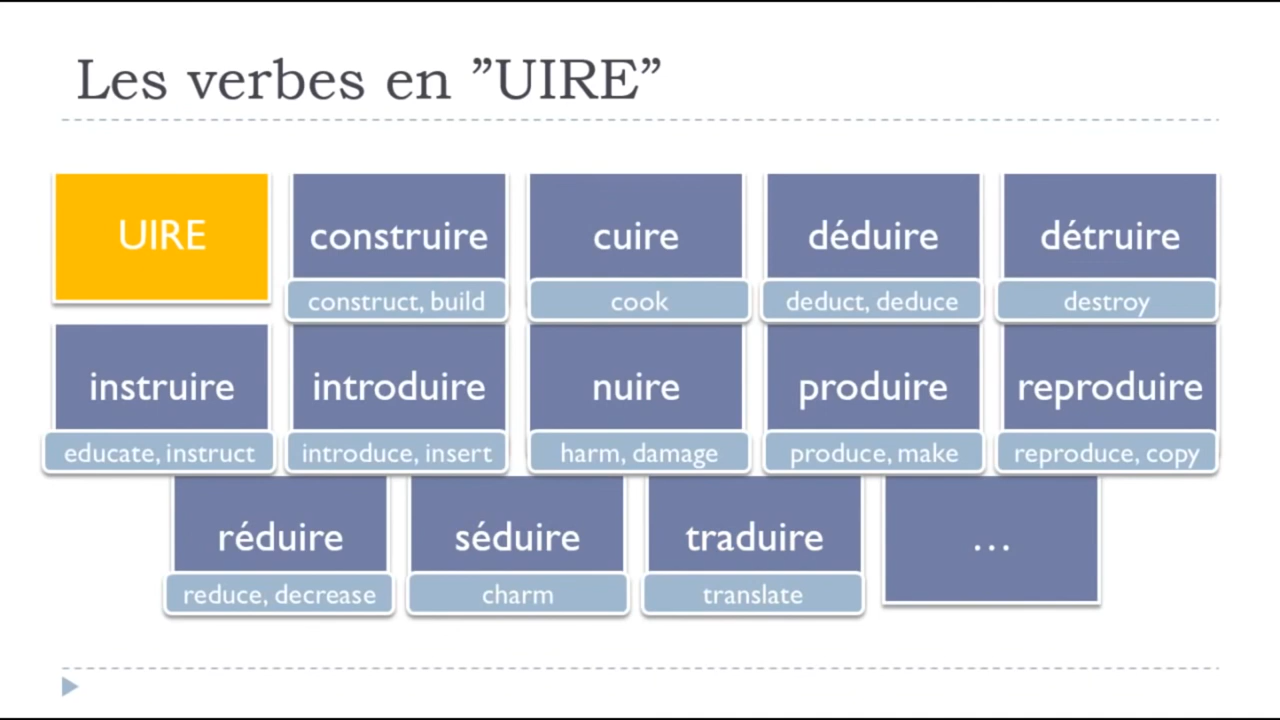 Les verbes en ”UIRE”
UIRE
construire
construct, build
cuire
cook
déduire
deduct, deduce
détruire
destroy
instruire
educate, instruct
introduire
introduce, insert
nuire
harm, damage
produire
produce, make
reproduire
reproduce, copy
réduire
reduce, decrease
séduire
charm
traduire
translate
...